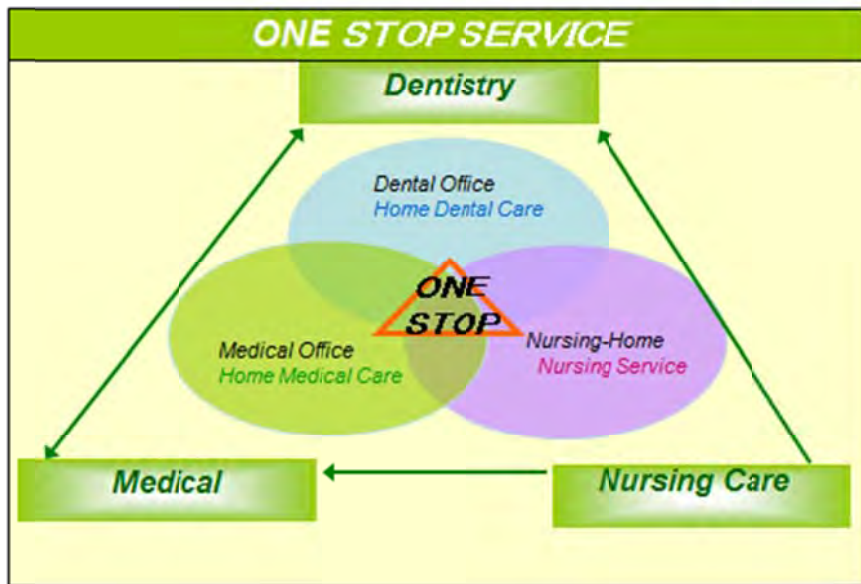 ONE STOP SERVICE
Dentistry
Dental Office
Home Dental Care
ONE
STOP
Medical Office
Home Medical Care
Nursing-Home
Nursing Service
Medical
Nursing Care